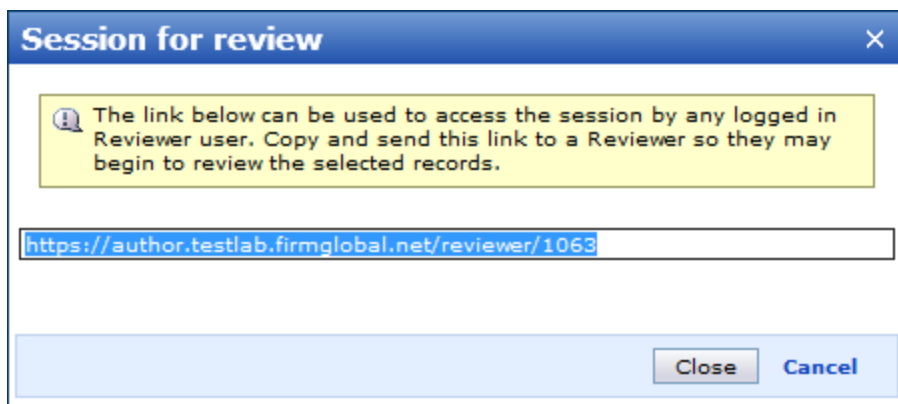 Session for review
The link below can be used to access the session by any logged in
Reviewer user. Copy and send this link to a Reviewer so they may
begin to review the selected records.
https://author.testlab.firmglobal.net/reviewer/1063
Close Cancel